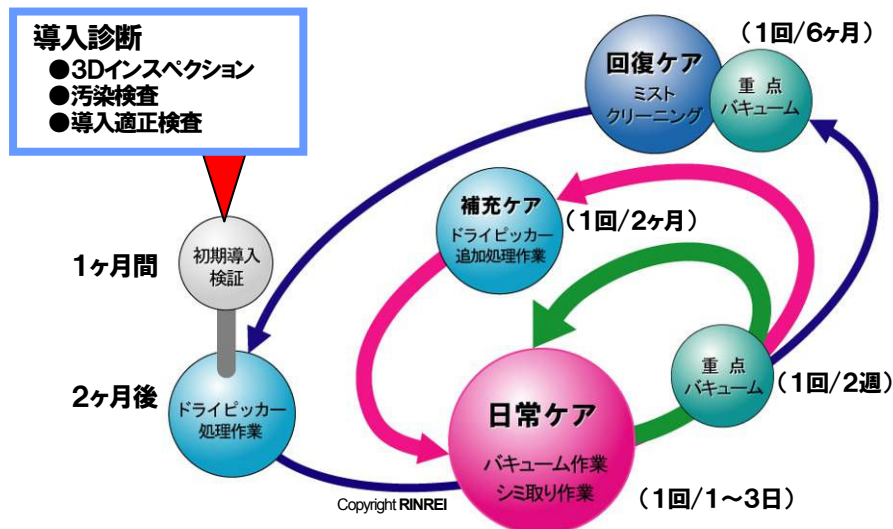 導入診断
●3Dインスペクション
●汚染検査
●導入適正検査
1ヶ月間
初期導入
検証
2ヶ月後
ドライピッカー
処理作業
回復ケア
ミスト
クリーニング
(1回/6ヶ月)
重点
バキューム
補充ケア
ドライピッカー
追加処理作業
(1回/2ヶ月)
重点
バキューム
(1回/2週)
日常ケア
バキューム作業
シミ取り作業
(1回/1〜3日)
Copyright RINREI